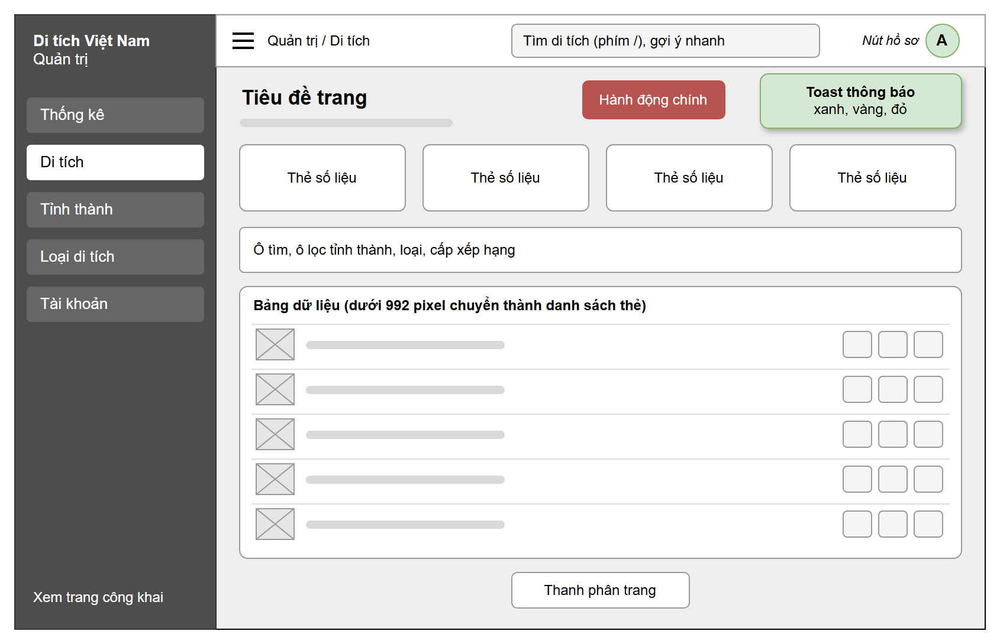 Di tích Việt Nam
Quản trị
Thống kê
Di tích
Tỉnh thành
Loại di tích
Tài khoản
Xem trang công khai
Quản trị / Di tích
Tìm di tích (phím /), gợi ý nhanh
Nút hồ sơ
A
Tiêu đề trang
Hành động chính
Toast thông báo
xanh, vàng, đỏ
Thẻ số liệu
Thẻ số liệu
Thẻ số liệu
Thẻ số liệu
Ô tìm, ô lọc tỉnh thành, loại, cấp xếp hạng
Bảng dữ liệu (dưới 992 pixel chuyển thành danh sách thẻ)
Thanh phân trang